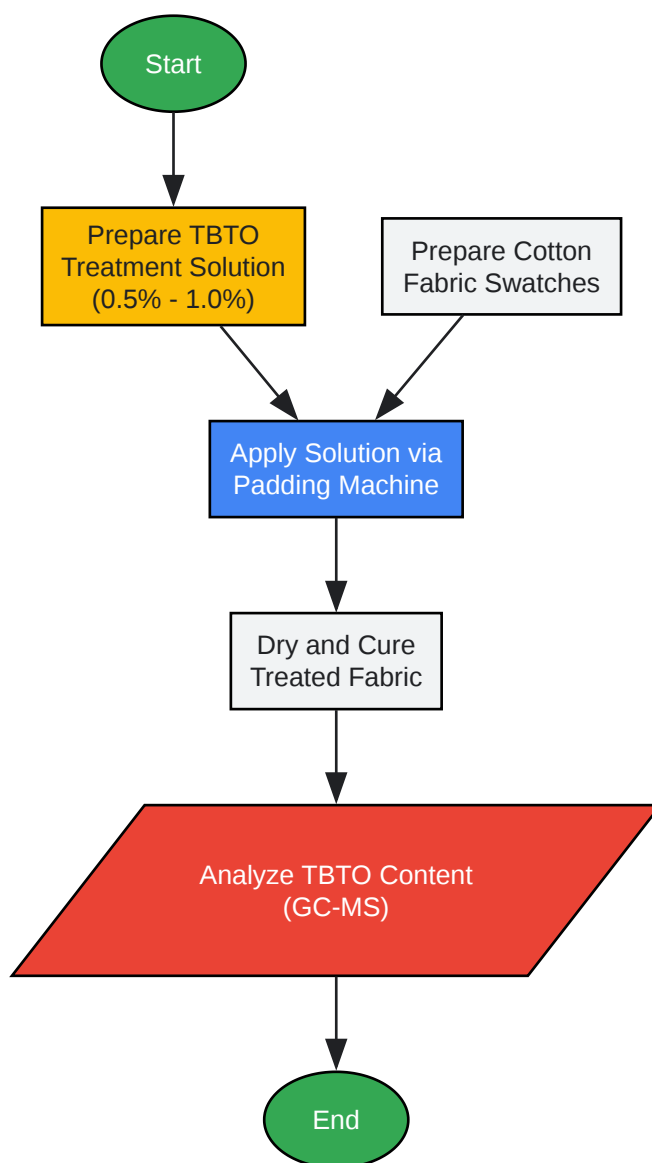 Start
Prepare TBTO
Treatment Solution
(0.5% - 1.0%)
Prepare Cotton
Fabric Swatches
Apply Solution via
Padding Machine
Dry and Cure
Treated Fabric
Analyze TBTO Content
(GC-MS)
End